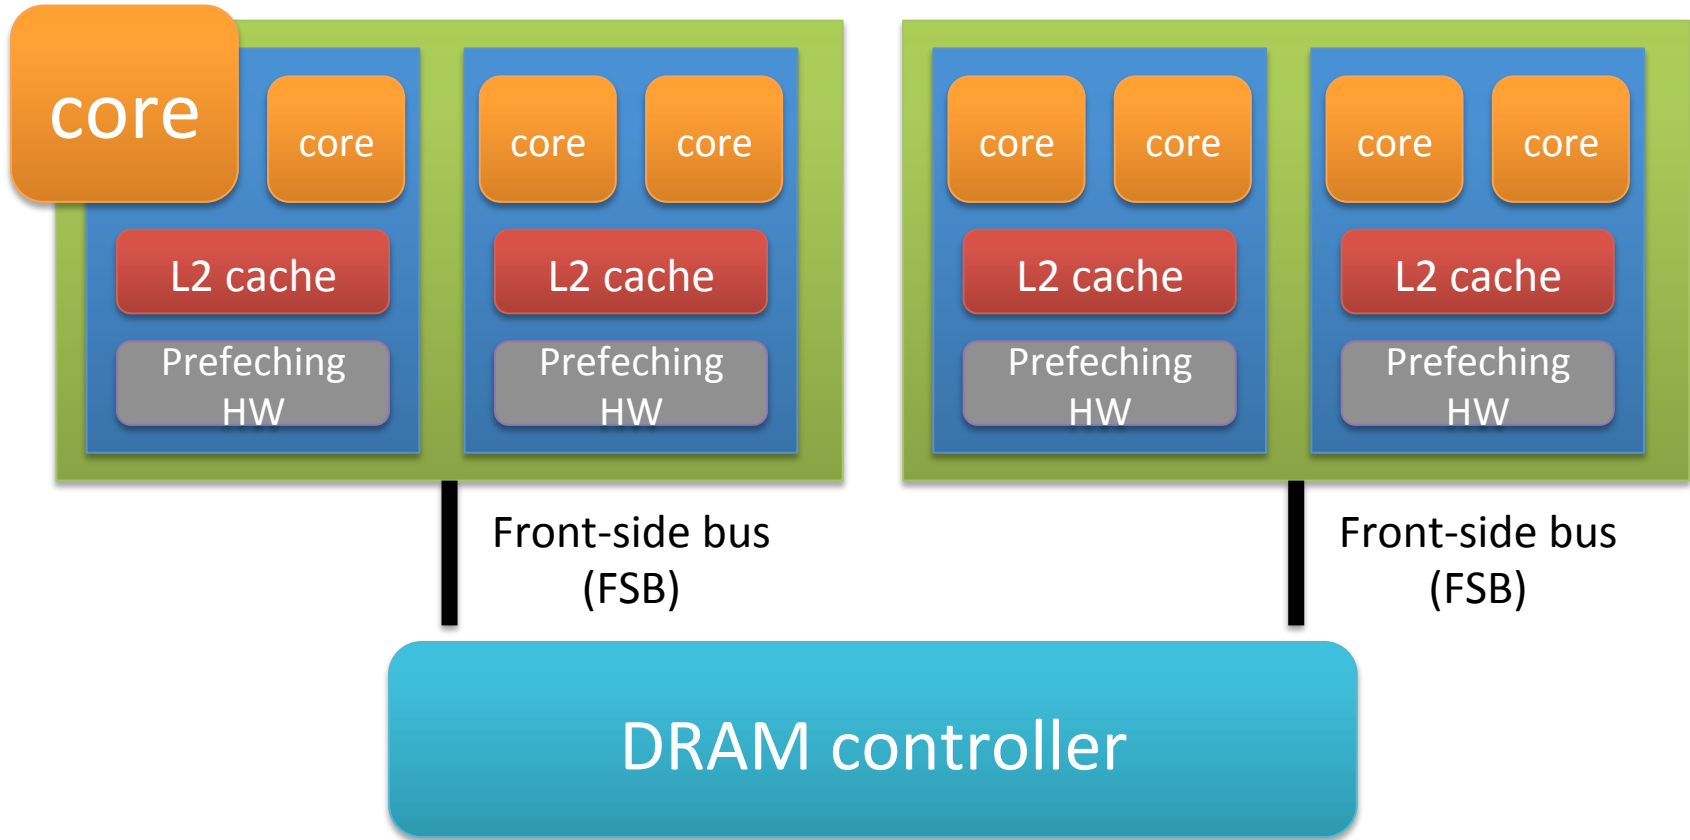 core
core
core
core
core
core
core
core
L2 cache
L2 cache
L2 cache
L2 cache
Prefeching
HW
Prefeching
HW
Prefeching
HW
Prefeching
HW
Front-side bus
(FSB)
Front-side bus
(FSB)
DRAM controller